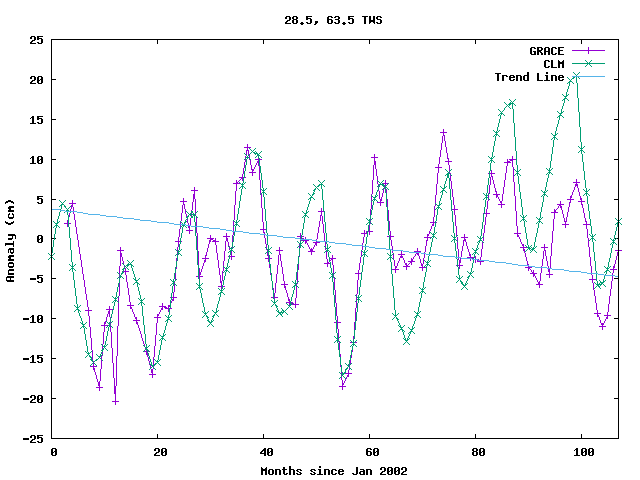 28.5, 63.5 TWS
GRACE
CLM
Trend Line
25
20
15
10
5
0
-5
-10
-15
-20
-25
Anomaly (cm)
0 20 40 60 80 100
Months since Jan 2002